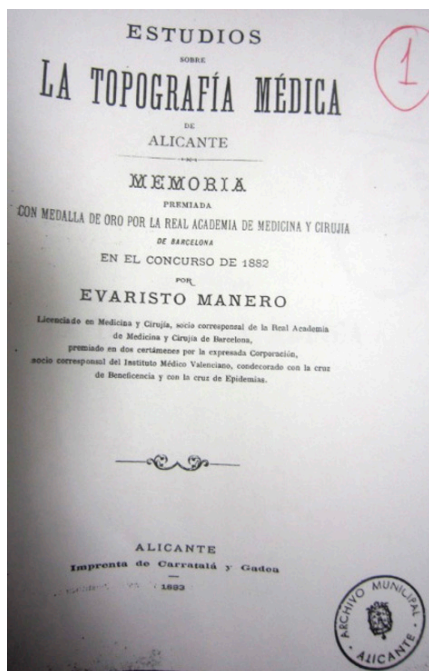 ESTUDIOS
SOBRE
LA TOPOGRAFÍA MÉDICA
DE
ALICANTE
MEMORIA
PREMIADA
CON MEDALLA DE ORO POR LA REAL ACADEMIA DE MEDICINA Y CIRUJIA
DE BARCELONA
EN EL CONCURSO DE 1882
POR
EVARISTO MANERO
Licenciado en Medicina y Cirujía, socio corresponsal de la Real Academia
de Medicina y Cirujia de Barcelona,
premiado en dos certámenes por la expresada Corporación,
socio corresponsal del Instituto Médico Valenciano, condecorado con la cruz
de Beneficencia y con la cruz de Epidemias.
ALICANTE
Imprenta de Carratalá y Gadea
1883
1
ARCHIVO MUNICIPAL
ALICANTE